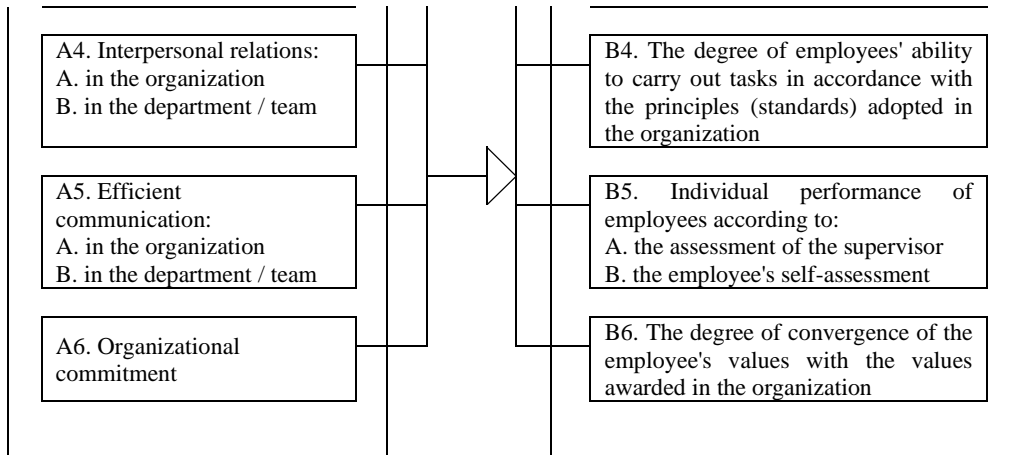 A4. Interpersonal relations:
A. in the organization
B. in the department / team
A5. Efficient
communication:
A. in the organization
B. in the department / team
A6. Organizational
commitment
B4. The degree of employees' ability
to carry out tasks in accordance with
the principles (standards) adopted in
the organization
B5. Individual performance of
employees according to:
A. the assessment of the supervisor
B. the employee's self-assessment
B6. The degree of convergence of the
employee's values with the values
awarded in the organization